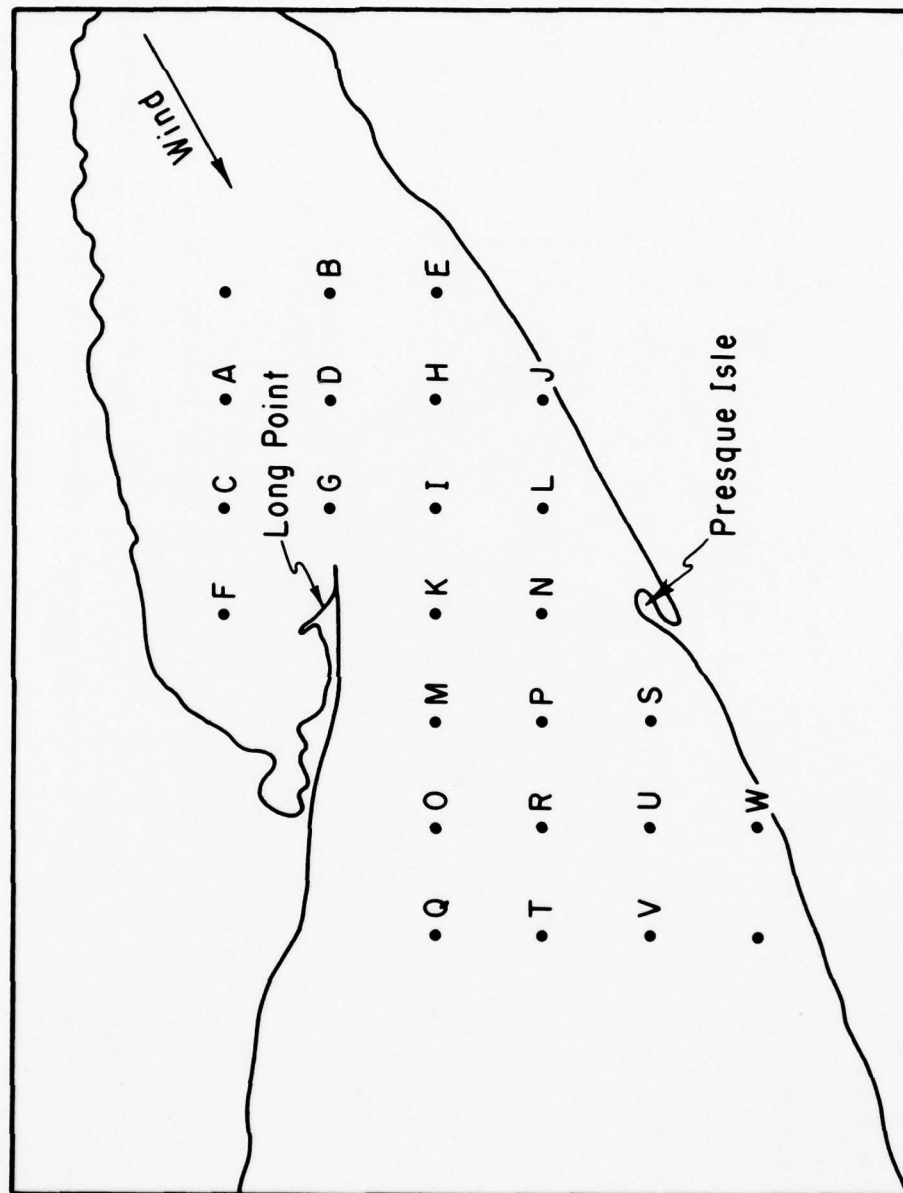 Wind
F C A
Long Point
G D B
Q O M K I H E
T R P N L J
V U S
Presque Isle
W